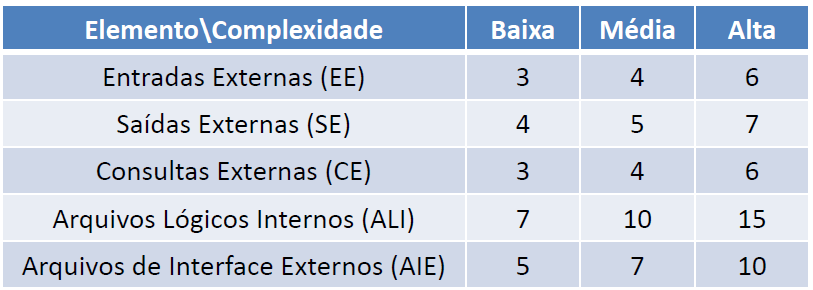 Elemento\Complexidade Baixa Média Alta
Entradas Externas (EE) 3 4 6
Saídas Externas (SE) 4 5 7
Consultas Externas (CE) 3 4 6
Arquivos Lógicos Internos (ALI) 7 10 15
Arquivos de Interface Externos (AIE) 5 7 10